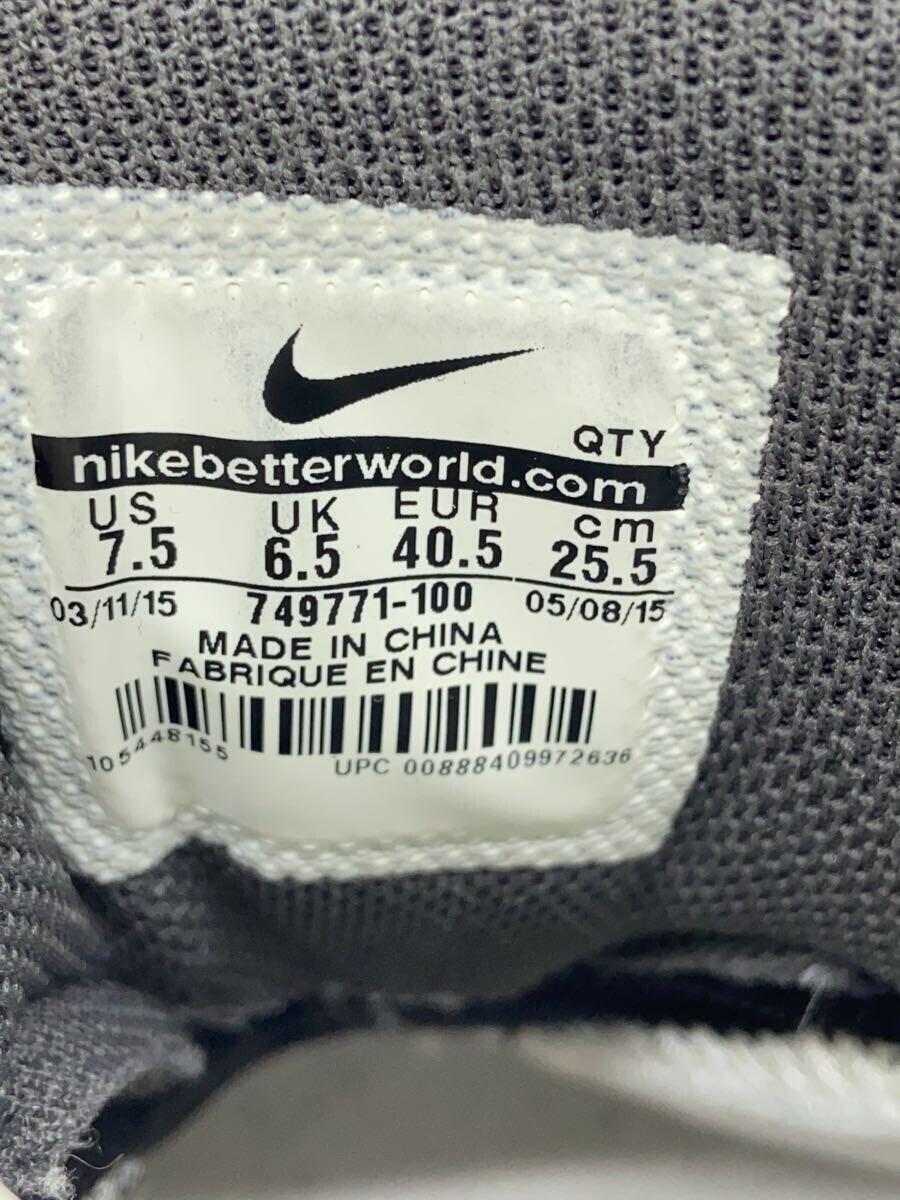 QTY
nikebetterworld.com
US UK EUR cm
7.5 6.5 40.5 25.5
03/11/15 749771-100 05/08/15
MADE IN CHINA
FABRIQUE EN CHINE
105448155
UPC 00888409972636